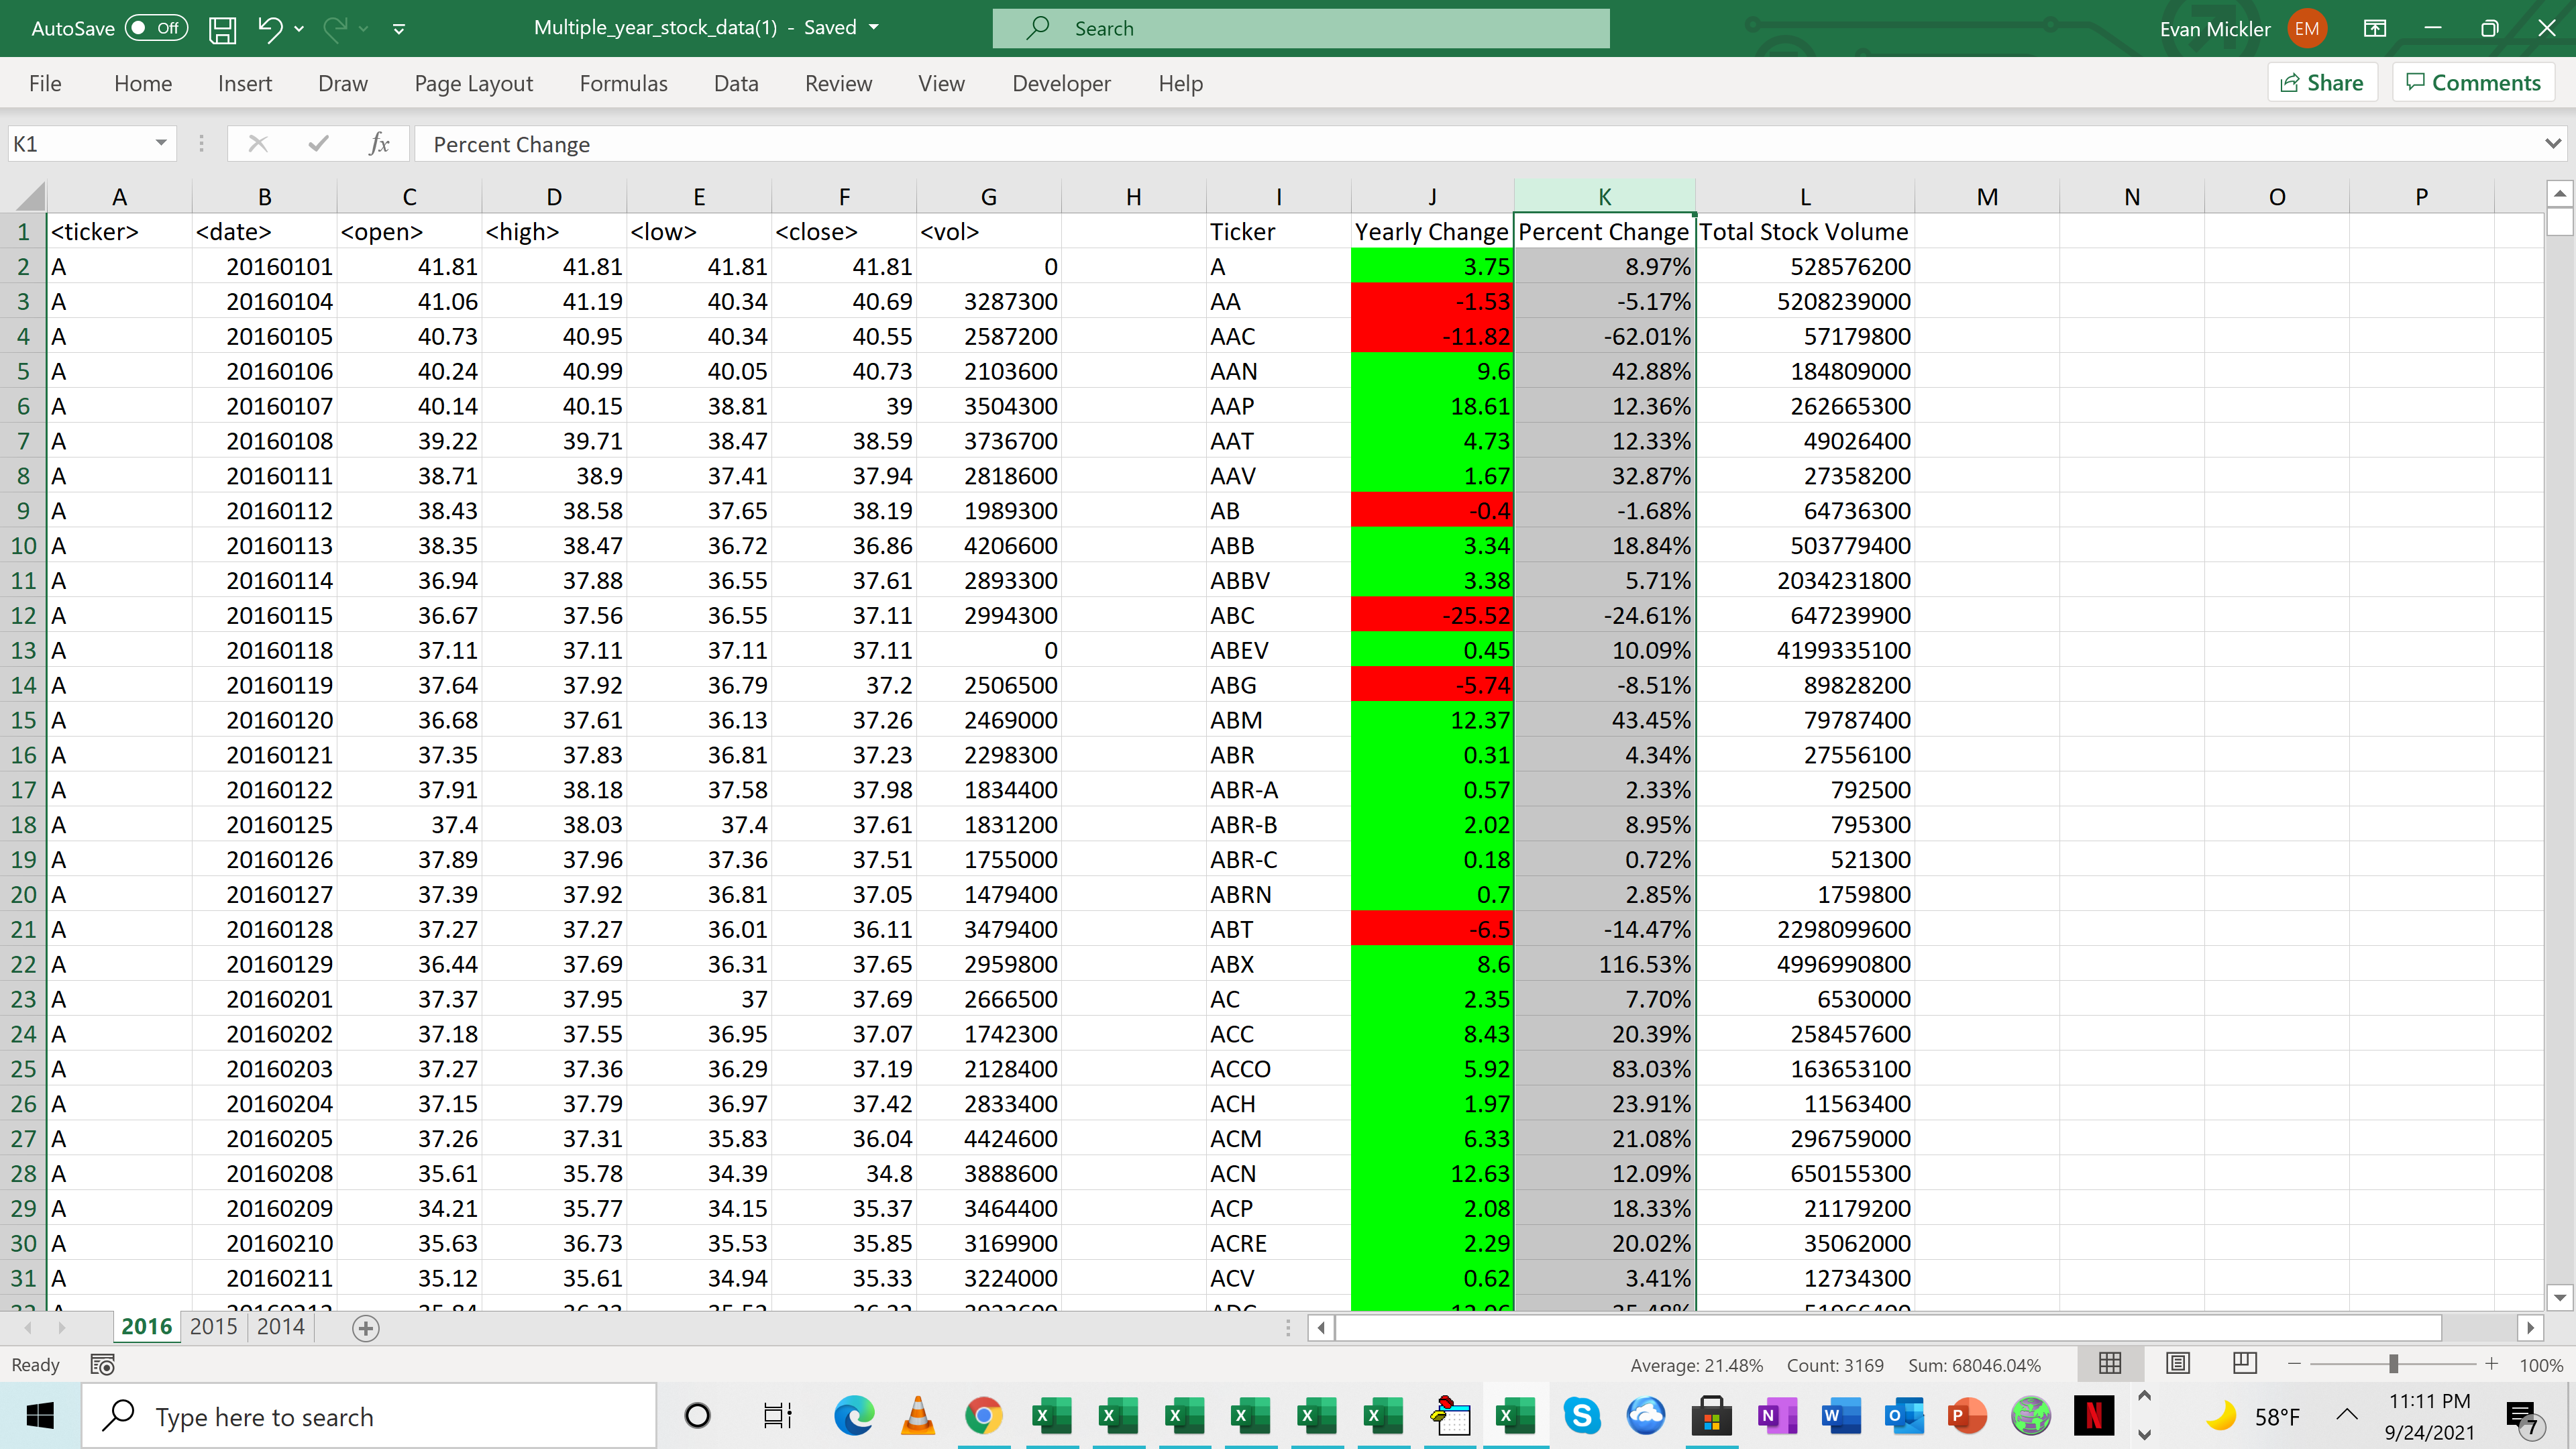 AutoSave Off Multiple_year_stock_data(1) - Saved Search Evan Mickler EM
File Home Insert Draw Page Layout Formulas Data Review View Developer Help Share Comments
K1 fx Percent Change
A B C D E F G H I J K L M N O P
1 <ticker> <date> <open> <high> <low> <close> <vol> Ticker Yearly Change Percent Change Total Stock Volume
2 A 20160101 41.81 41.81 41.81 41.81 0 A 3.75 8.97% 528576200
3 A 20160104 41.06 41.19 40.34 40.69 3287300 AA -1.53 -5.17% 5208239000
4 A 20160105 40.73 40.95 40.34 40.55 2587200 AAC -11.82 -62.01% 57179800
5 A 20160106 40.24 40.99 40.05 40.73 2103600 AAN 9.6 42.88% 184809000
6 A 20160107 40.14 40.15 38.81 39 3504300 AAP 18.61 12.36% 262665300
7 A 20160108 39.22 39.71 38.47 38.59 3736700 AAT 4.73 12.33% 49026400
8 A 20160111 38.71 38.9 37.41 37.94 2818600 AAV 1.67 32.87% 27358200
9 A 20160112 38.43 38.58 37.65 38.19 1989300 AB -0.4 -1.68% 64736300
10 A 20160113 38.35 38.47 36.72 36.86 4206600 ABB 3.34 18.84% 503779400
11 A 20160114 36.94 37.88 36.55 37.61 2893300 ABBV 3.38 5.71% 2034231800
12 A 20160115 36.67 37.56 36.55 37.11 2994300 ABC -25.52 -24.61% 647239900
13 A 20160118 37.11 37.11 37.11 37.11 0 ABEV 0.45 10.09% 4199335100
14 A 20160119 37.64 37.92 36.79 37.2 2506500 ABG -5.74 -8.51% 89828200
15 A 20160120 36.68 37.61 36.13 37.26 2469000 ABM 12.37 43.45% 79787400
16 A 20160121 37.35 37.83 36.81 37.23 2298300 ABR 0.31 4.34% 27556100
17 A 20160122 37.91 38.18 37.58 37.98 1834400 ABR-A 0.57 2.33% 792500
18 A 20160125 37.4 38.03 37.4 37.61 1831200 ABR-B 2.02 8.95% 795300
19 A 20160126 37.89 37.96 37.36 37.51 1755000 ABR-C 0.18 0.72% 521300
20 A 20160127 37.39 37.92 36.81 37.05 1479400 ABRN 0.7 2.85% 1759800
21 A 20160128 37.27 37.27 36.01 36.11 3479400 ABT -6.5 -14.47% 2298099600
22 A 20160129 36.44 37.69 36.31 37.65 2959800 ABX 8.6 116.53% 4996990800
23 A 20160201 37.37 37.95 37 37.69 2666500 AC 2.35 7.70% 6530000
24 A 20160202 37.18 37.55 36.95 37.07 1742300 ACC 8.43 20.39% 258457600
25 A 20160203 37.27 37.36 36.29 37.19 2128400 ACCO 5.92 83.03% 163653100
26 A 20160204 37.15 37.79 36.97 37.42 2833400 ACH 1.97 23.91% 11563400
27 A 20160205 37.26 37.31 35.83 36.04 4424600 ACM 6.33 21.08% 296759000
28 A 20160208 35.61 35.78 34.39 34.8 3888600 ACN 12.63 12.09% 650155300
29 A 20160209 34.21 35.77 34.15 35.37 3464400 ACP 2.08 18.33% 21179200
30 A 20160210 35.63 36.73 35.53 35.85 3169900 ACRE 2.29 20.02% 35062000
31 A 20160211 35.12 35.61 34.94 35.33 3224000 ACV 0.62 3.41% 12734300
2016 2015 2014
Ready Average: 21.48% Count: 3169 Sum: 68046.04% 100%
Type here to search 58°F 11:11 PM
9/24/2021 7